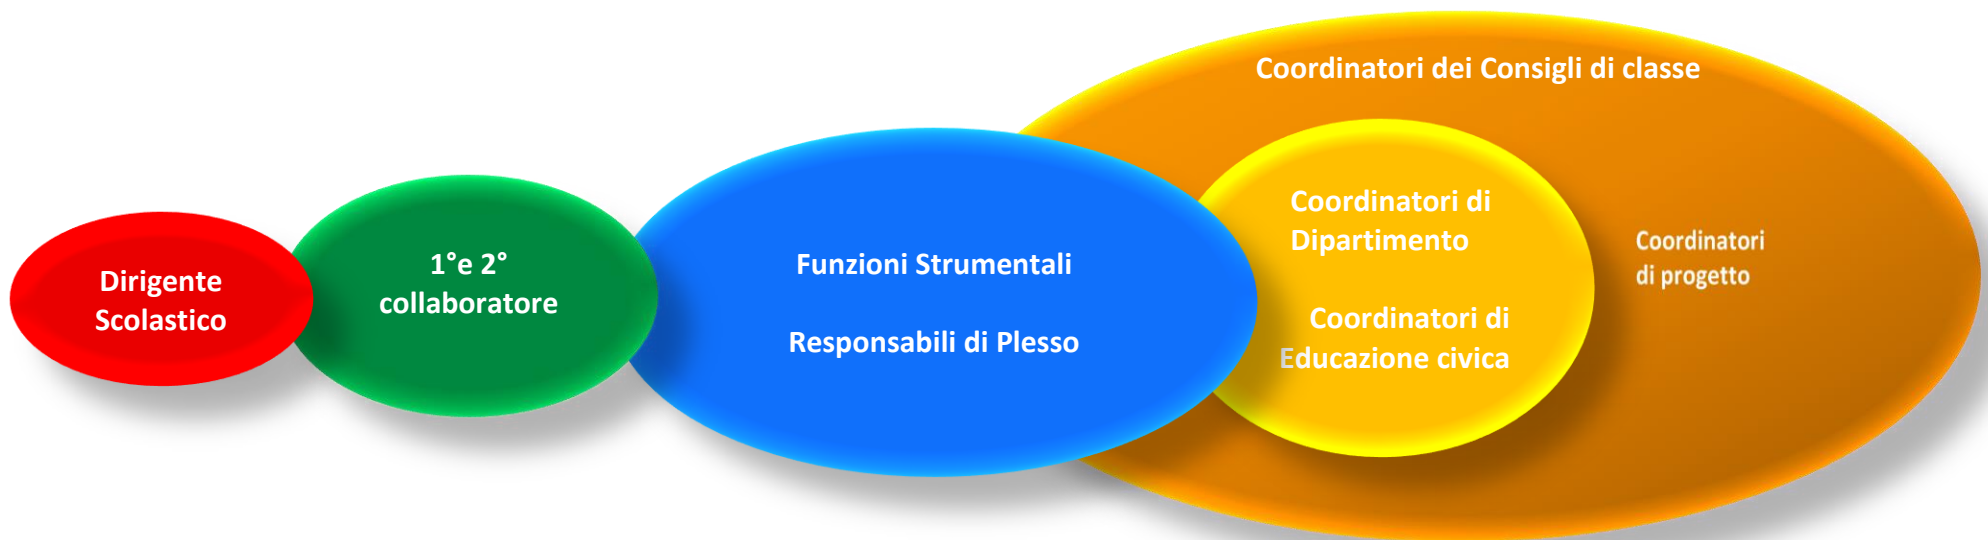 Dirigente
Scolastico
1°e 2°
collaboratore
Funzioni Strumentali
Responsabili di Plesso
Coordinatori dei Consigli di classe
Coordinatori di
Dipartimento
Coordinatori di
Educazione civica
Coordinatori
di progetto